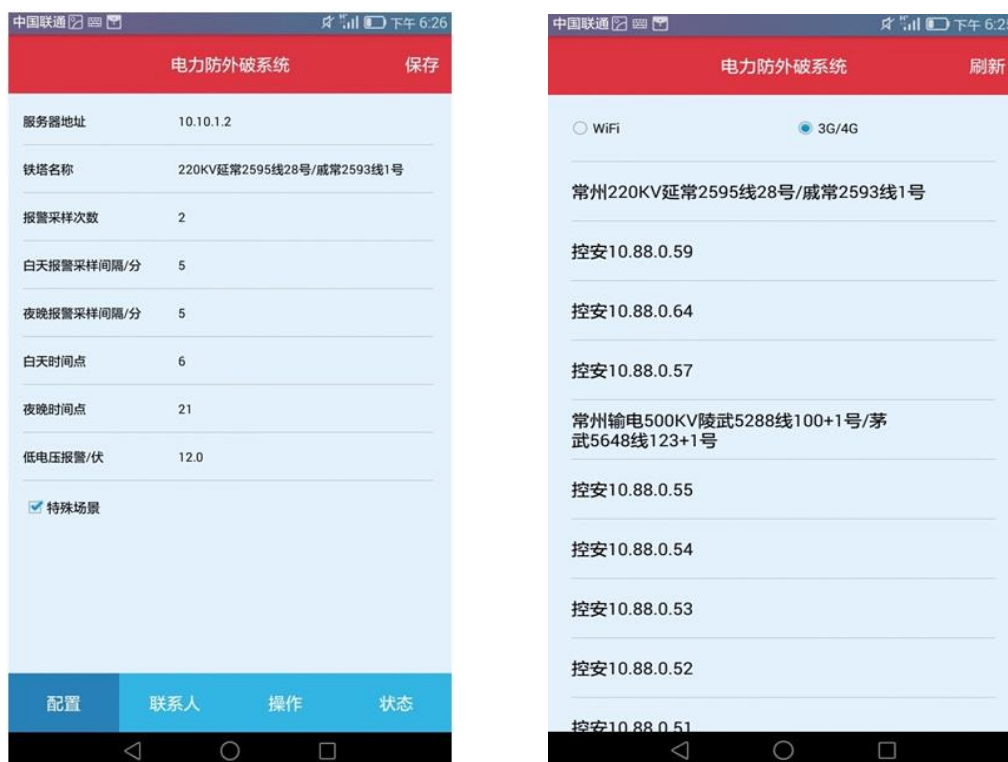 中国联通 下午 6:26
电力防外破系统 保存
服务器地址 10.10.1.2
铁塔名称 220KV延常2595线28号/戚常2593线1号
报警采样次数 2
白天报警采样间隔/分 5
夜晚报警采样间隔/分 5
白天时间点 6
夜晚时间点 21
低电压报警/伏 12.0
特殊场景
配置 联系人 操作 状态
中国联通 下午 6:25
电力防外破系统 刷新
WiFi 3G/4G
常州220KV延常2595线28号/戚常2593线1号
控安10.88.0.59
控安10.88.0.64
控安10.88.0.57
常州输电500KV陵武5288线100+1号/茅
武5648线123+1号
控安10.88.0.55
控安10.88.0.54
控安10.88.0.53
控安10.88.0.52
控安10.88.0.51